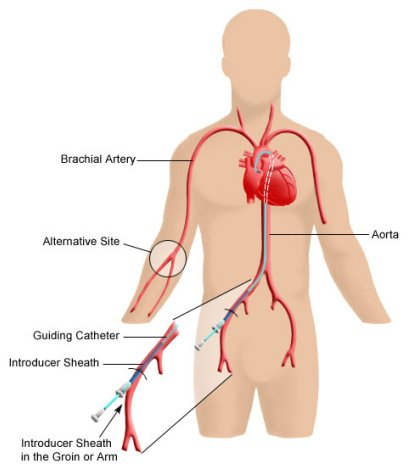 Brachial Artery
Alternative Site
Aorta
Guiding Catheter
Introducer Sheath
Introducer Sheath
in the Groin or Arm